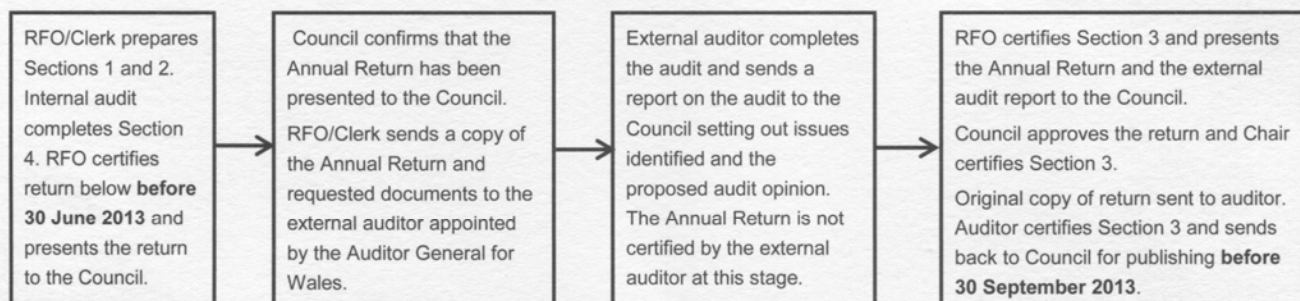 RFO/Clerk prepares
Sections 1 and 2.
Internal audit
completes Section
4. RFO certifies
return below before
30 June 2013 and
presents the return
to the Council.
Council confirms that the
Annual Return has been
presented to the Council.
RFO/Clerk sends a copy of
the Annual Return and
requested documents to the
external auditor appointed
by the Auditor General for
Wales.
External auditor completes
the audit and sends a
report on the audit to the
Council setting out issues
identified and the
proposed audit opinion.
The Annual Return is not
certified by the external
auditor at this stage.
RFO certifies Section 3 and presents
the Annual Return and the external
audit report to the Council.
Council approves the return and Chair
certifies Section 3.
Original copy of return sent to auditor.
Auditor certifies Section 3 and sends
back to Council for publishing before
30 September 2013.